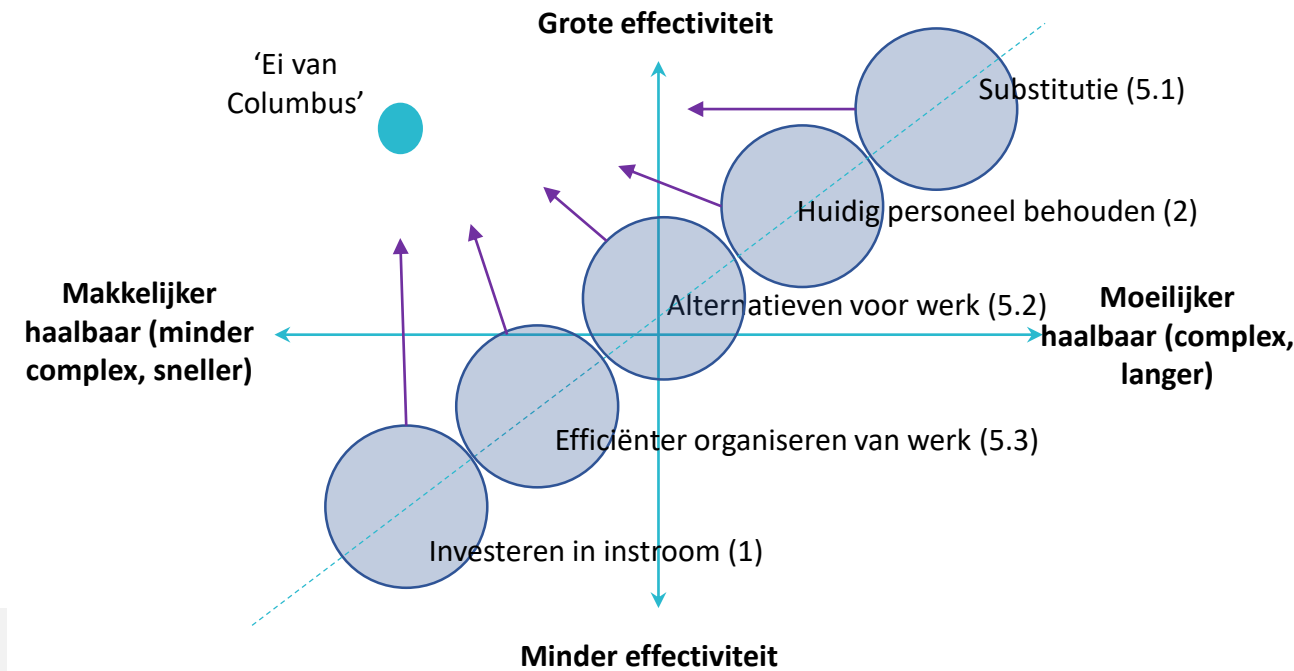 Grote effectiviteit
‘Ei van
Columbus’
Substitutie (5.1)
Huidig personeel behouden (2)
Makkelijker
haalbaar (minder
complex, sneller)
Alternatieven voor werk (5.2)
Moeilijker
haalbaar (complex,
langer)
Efficiënter organiseren van werk (5.3)
Investeren in instroom (1)
Minder effectiviteit